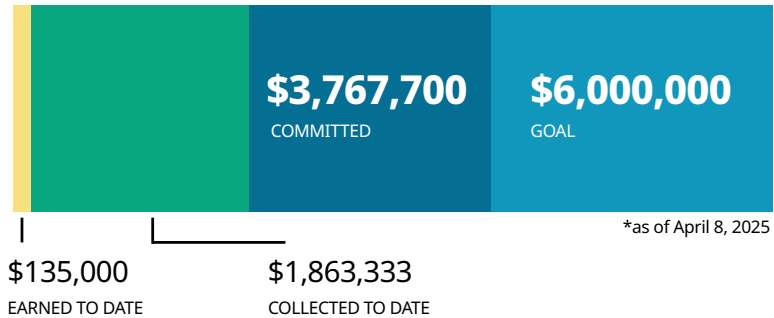 $3,767,700
COMMITTED
$6,000,000
GOAL
*as of April 8, 2025
$135,000
EARNED TO DATE
$1,863,333
COLLECTED TO DATE